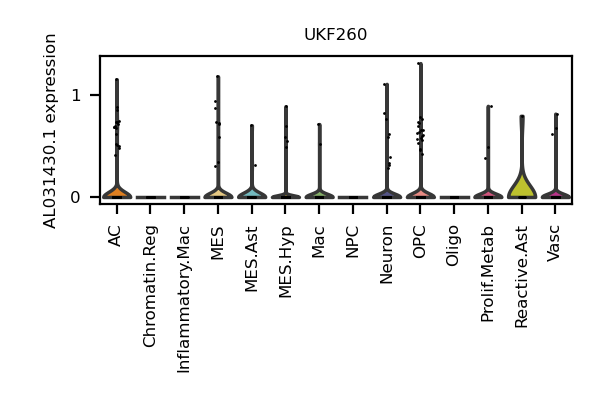 UKF260
AL031430.1 expression
1
0
AC
Chromatin.Reg
Inflammatory.Mac
MES
MES.Ast
MES.Hyp
Mac
NPC
Neuron
OPC
Oligo
Prolif.Metab
Reactive.Ast
Vasc